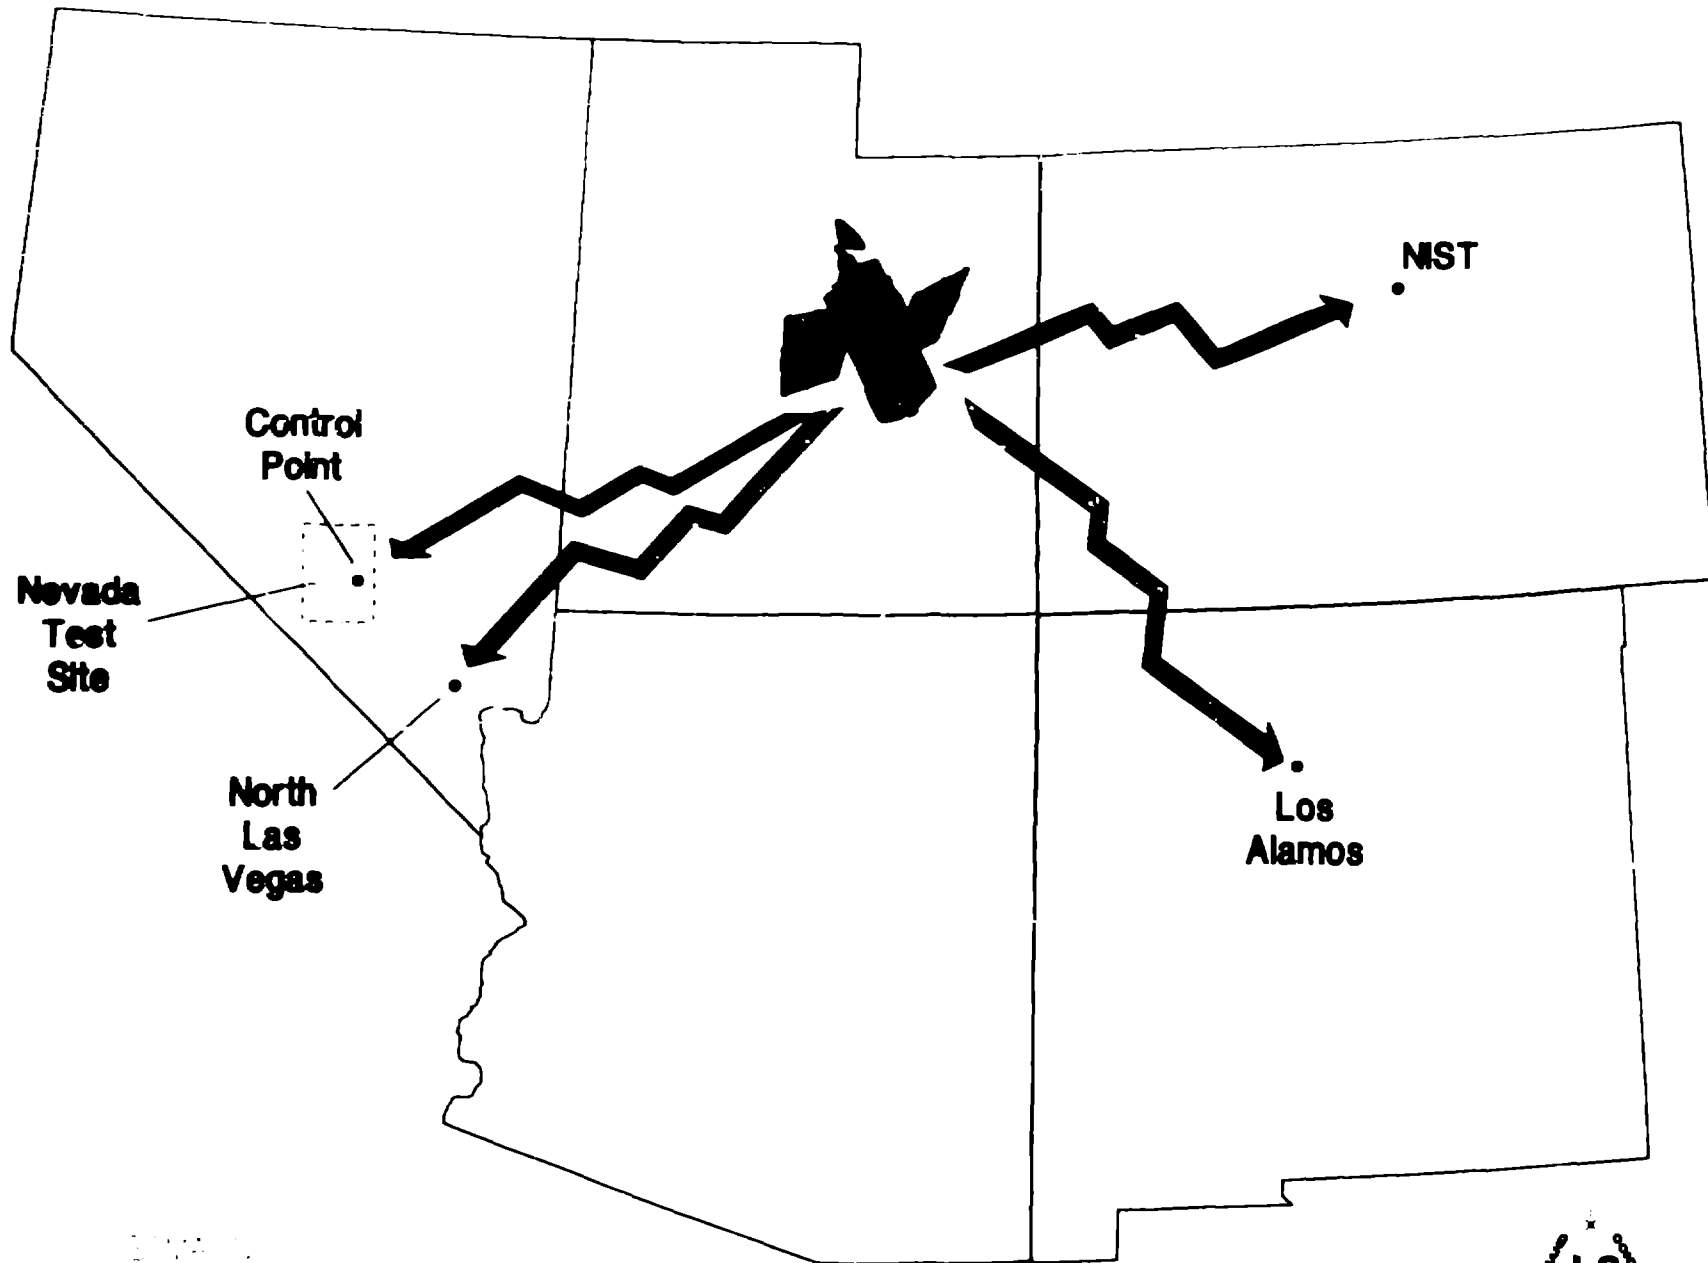 NIST
Control
Point
Nevada
Test
Site
North
Las
Vegas
Los
Alamos